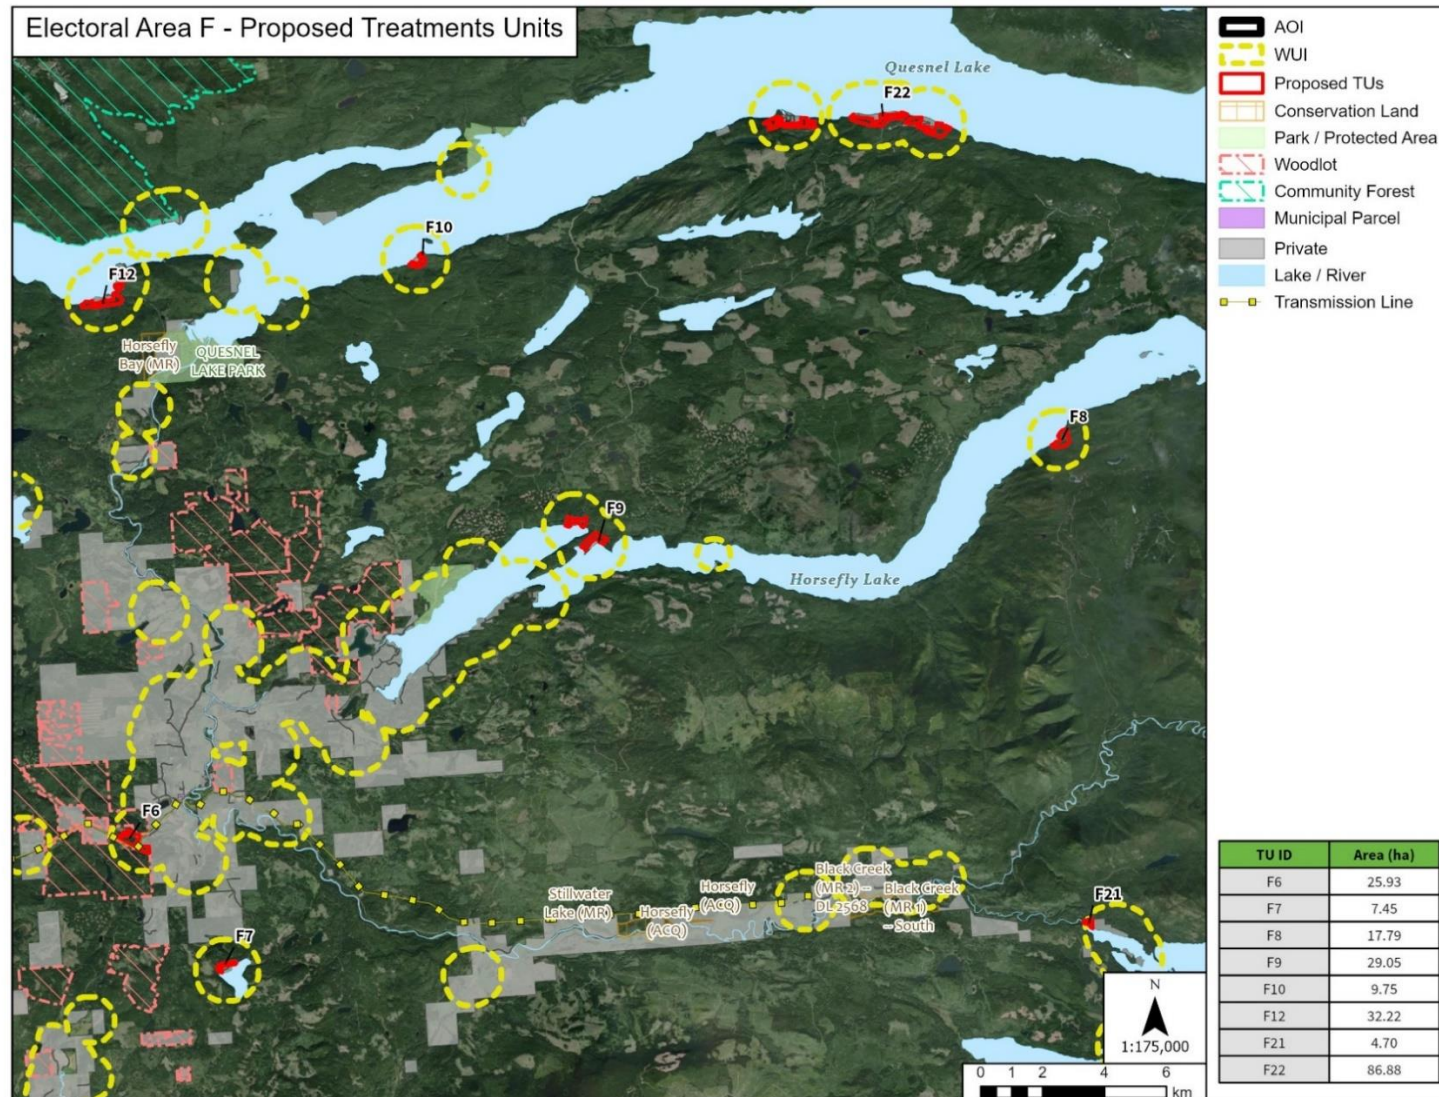 Electoral Area F - Proposed Treatments Units
Quesnel Lake
F22
F10
F12
Horsefly
Bay (MR)
QUESNEL
LAKE PARK
F8
F9
Horsefly Lake
F6
Black Creek
(MR 2) --
DL 2568
Black Creek
(MR 1)
-- South
Horsefly
(ACQ)
Stillwater
Lake (MR)
Horsefly
(ACQ)
F21
F7
N
1:175,000
0 1 2 4 6
km
AOI
WUI
Proposed TUs
Conservation Land
Park / Protected Area
Woodlot
Community Forest
Municipal Parcel
Private
Lake / River
Transmission Line
TU ID Area (ha)
F6 25.93
F7 7.45
F8 17.79
F9 29.05
F10 9.75
F12 32.22
F21 4.70
F22 86.88